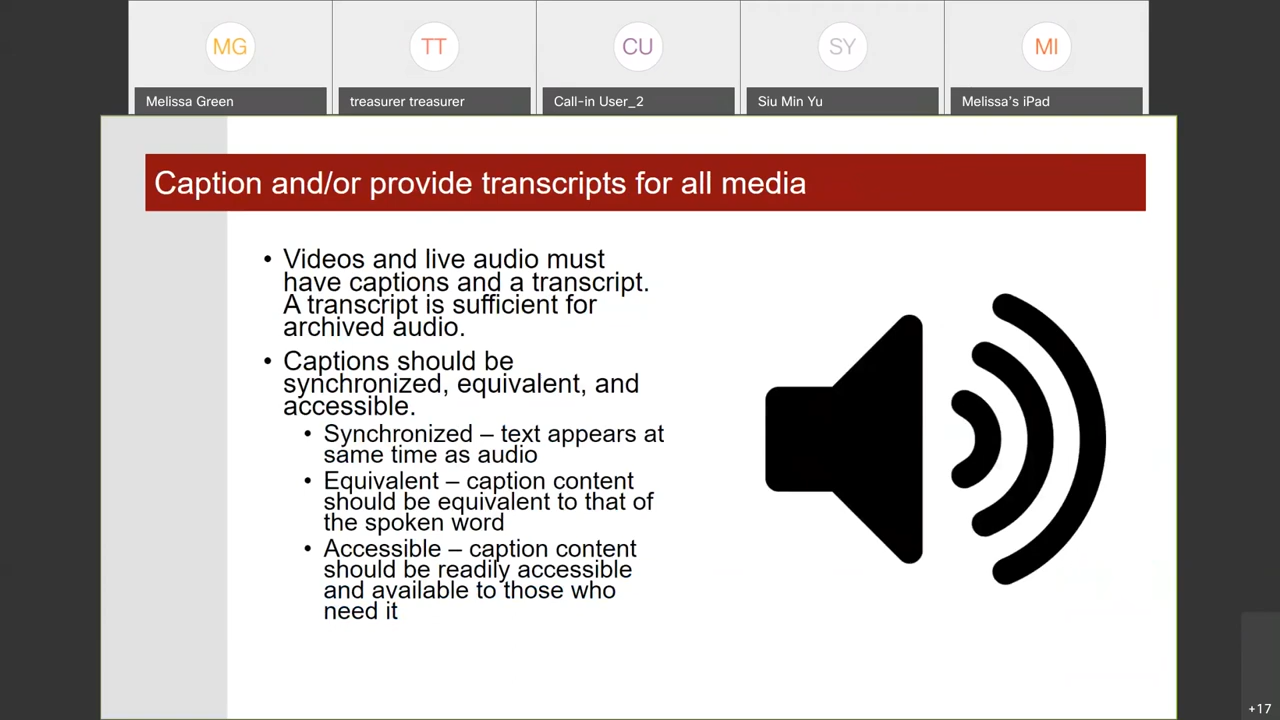 MG
TT
CU
SY
MI
Melissa Green
treasurer treasurer
Call-in User_2
Siu Min Yu
Melissa's iPad
Caption and/or provide transcripts for all media
• Videos and live audio must
have captions and a transcript.
A transcript is sufficient for
archived audio.
• Captions should be
synchronized, equivalent, and
accessible.
• Synchronized – text appears at
same time as audio
• Equivalent – caption content
should be equivalent to that of
the spoken word
• Accessible – caption content
should be readily accessible
and available to those who
need it
+17